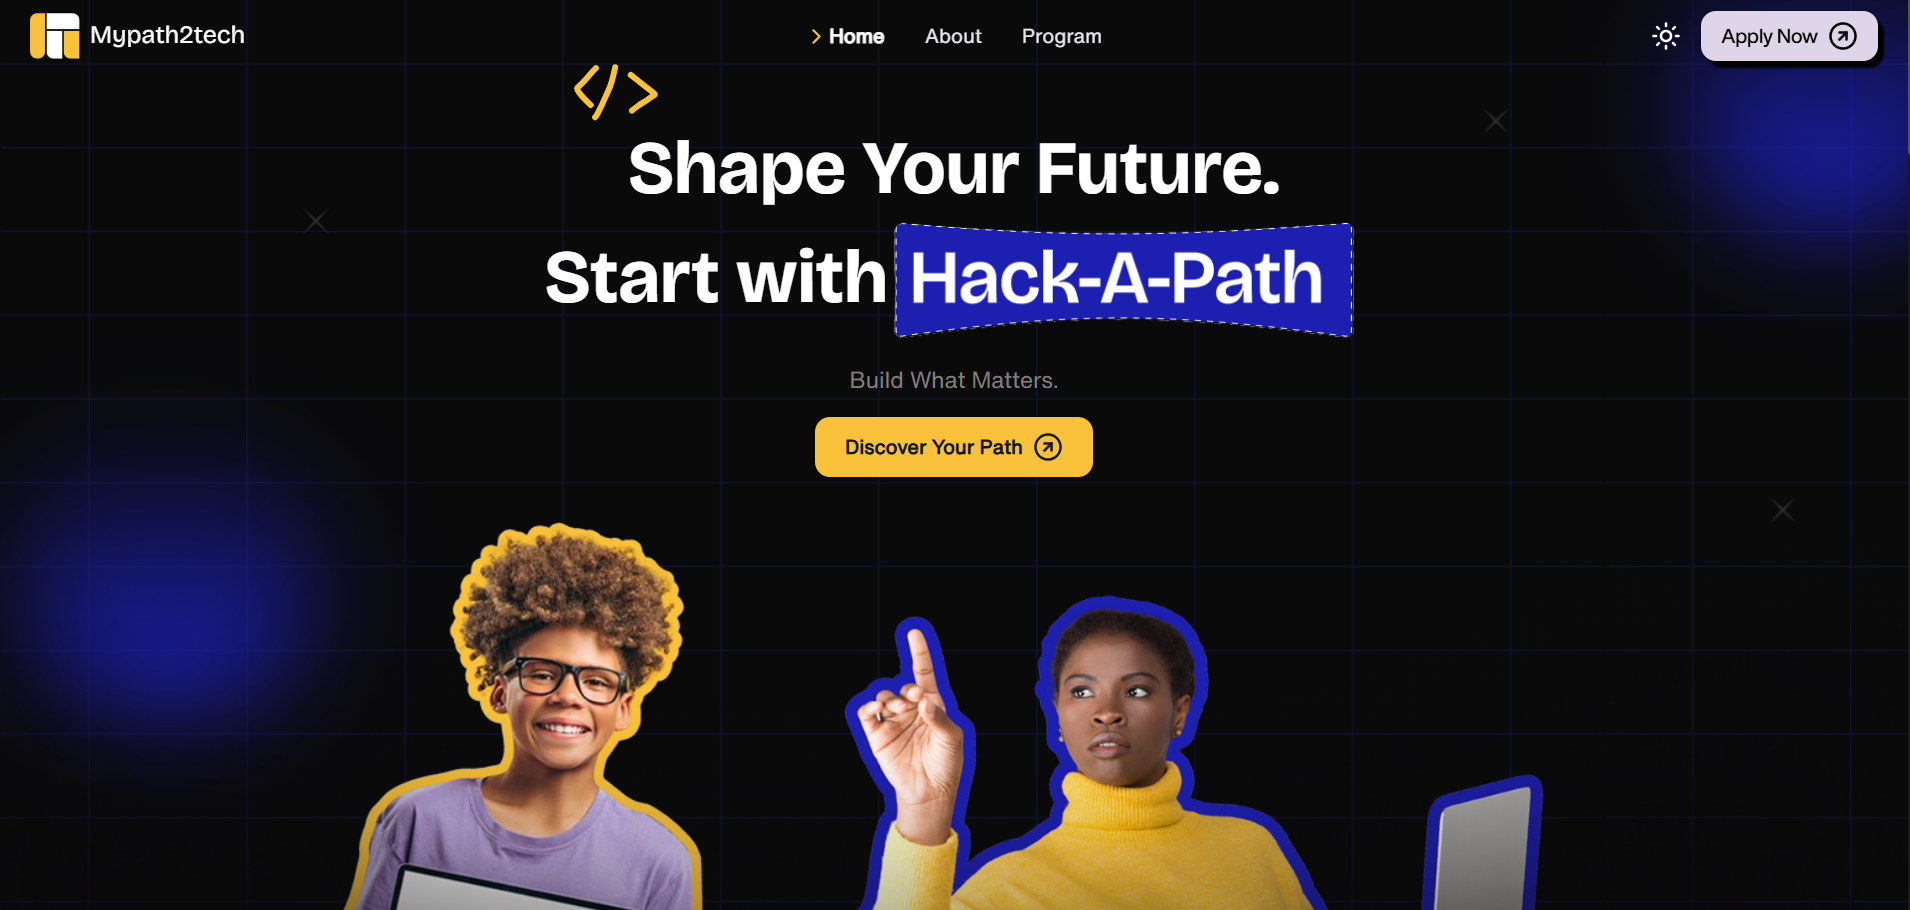 Mypath2tech
Home
About
Program
Apply Now
</>
Shape Your Future.
Start with Hack-A-Path
Build What Matters.
Discover Your Path